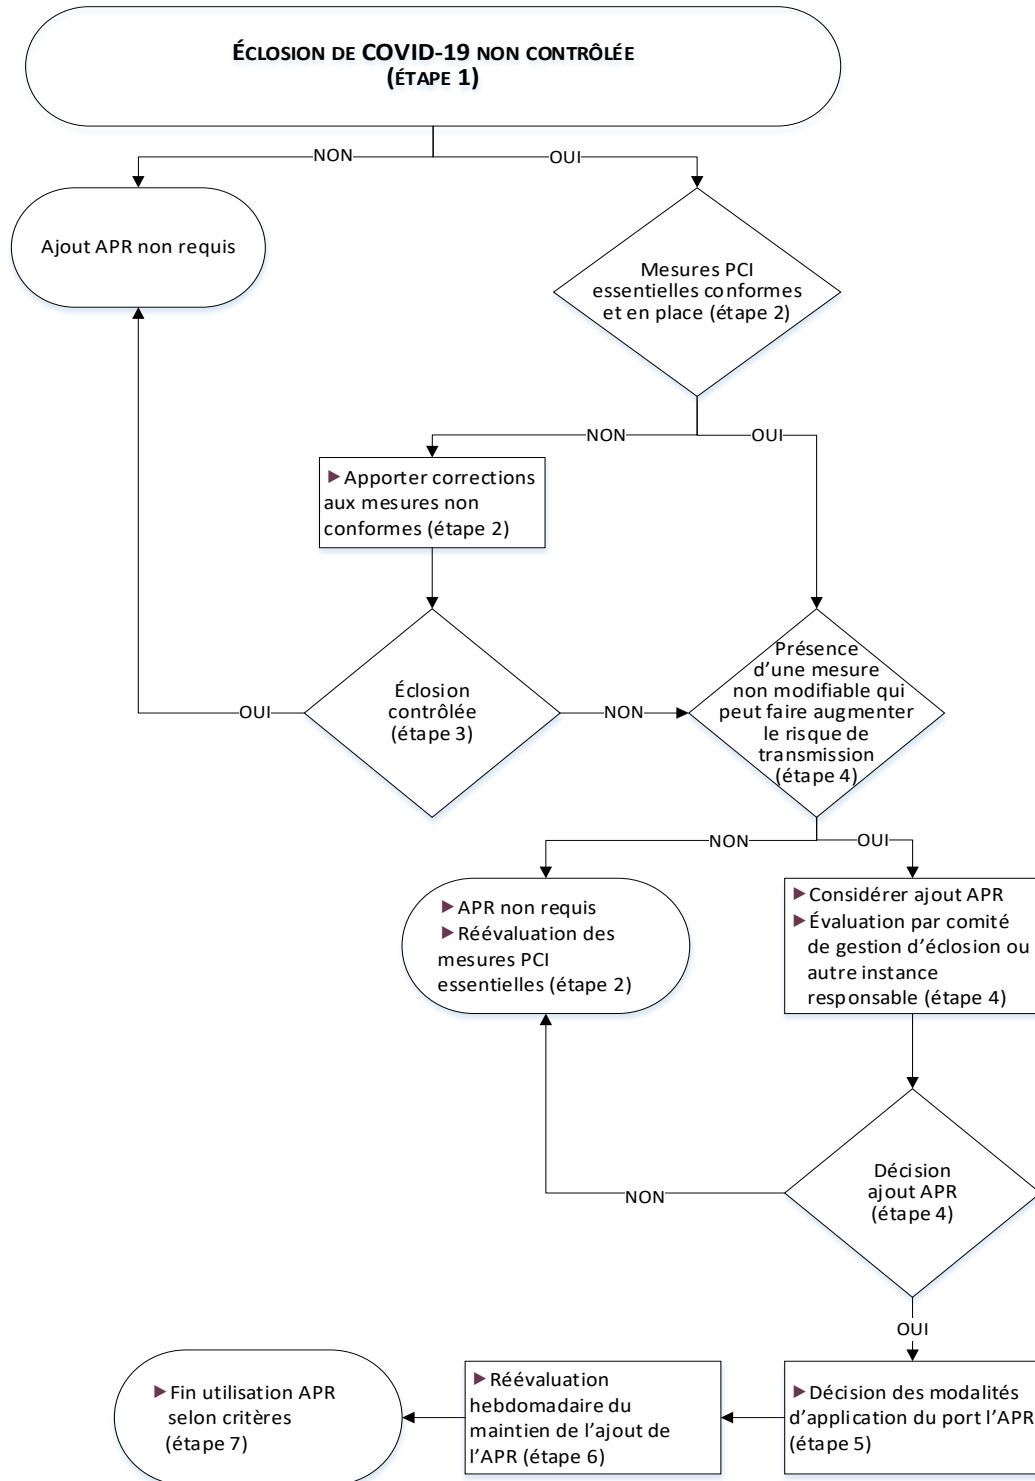 ÉCLOSION DE COVID-19 NON CONTRÔLÉE
(ÉTAPE 1)
NON
OUI
Ajout APR non requis
Mesures PCI
essentielles conformes
et en place (étape 2)
NON
OUI
►Apporter corrections
aux mesures non
conformes (étape 2)
Éclosion
contrôlée
(étape 3)
OUI
NON
Présence
d'une mesure
non modifiable qui
peut faire augmenter
le risque de
transmission
(étape 4)
NON
OUI
►APR non requis
►Réévaluation des
mesures PCI
essentielles (étape 2)
►Considérer ajout APR
►Évaluation par comité
de gestion d'éclosion ou
autre instance
responsable (étape 4)
Décision
ajout APR
(étape 4)
NON
OUI
►Fin utilisation APR
selon critères
(étape 7)
►Réévaluation
hebdomadaire du
maintien de l'ajout de
l'APR (étape 6)
►Décision des modalités
d'application du port l'APR
(étape 5)